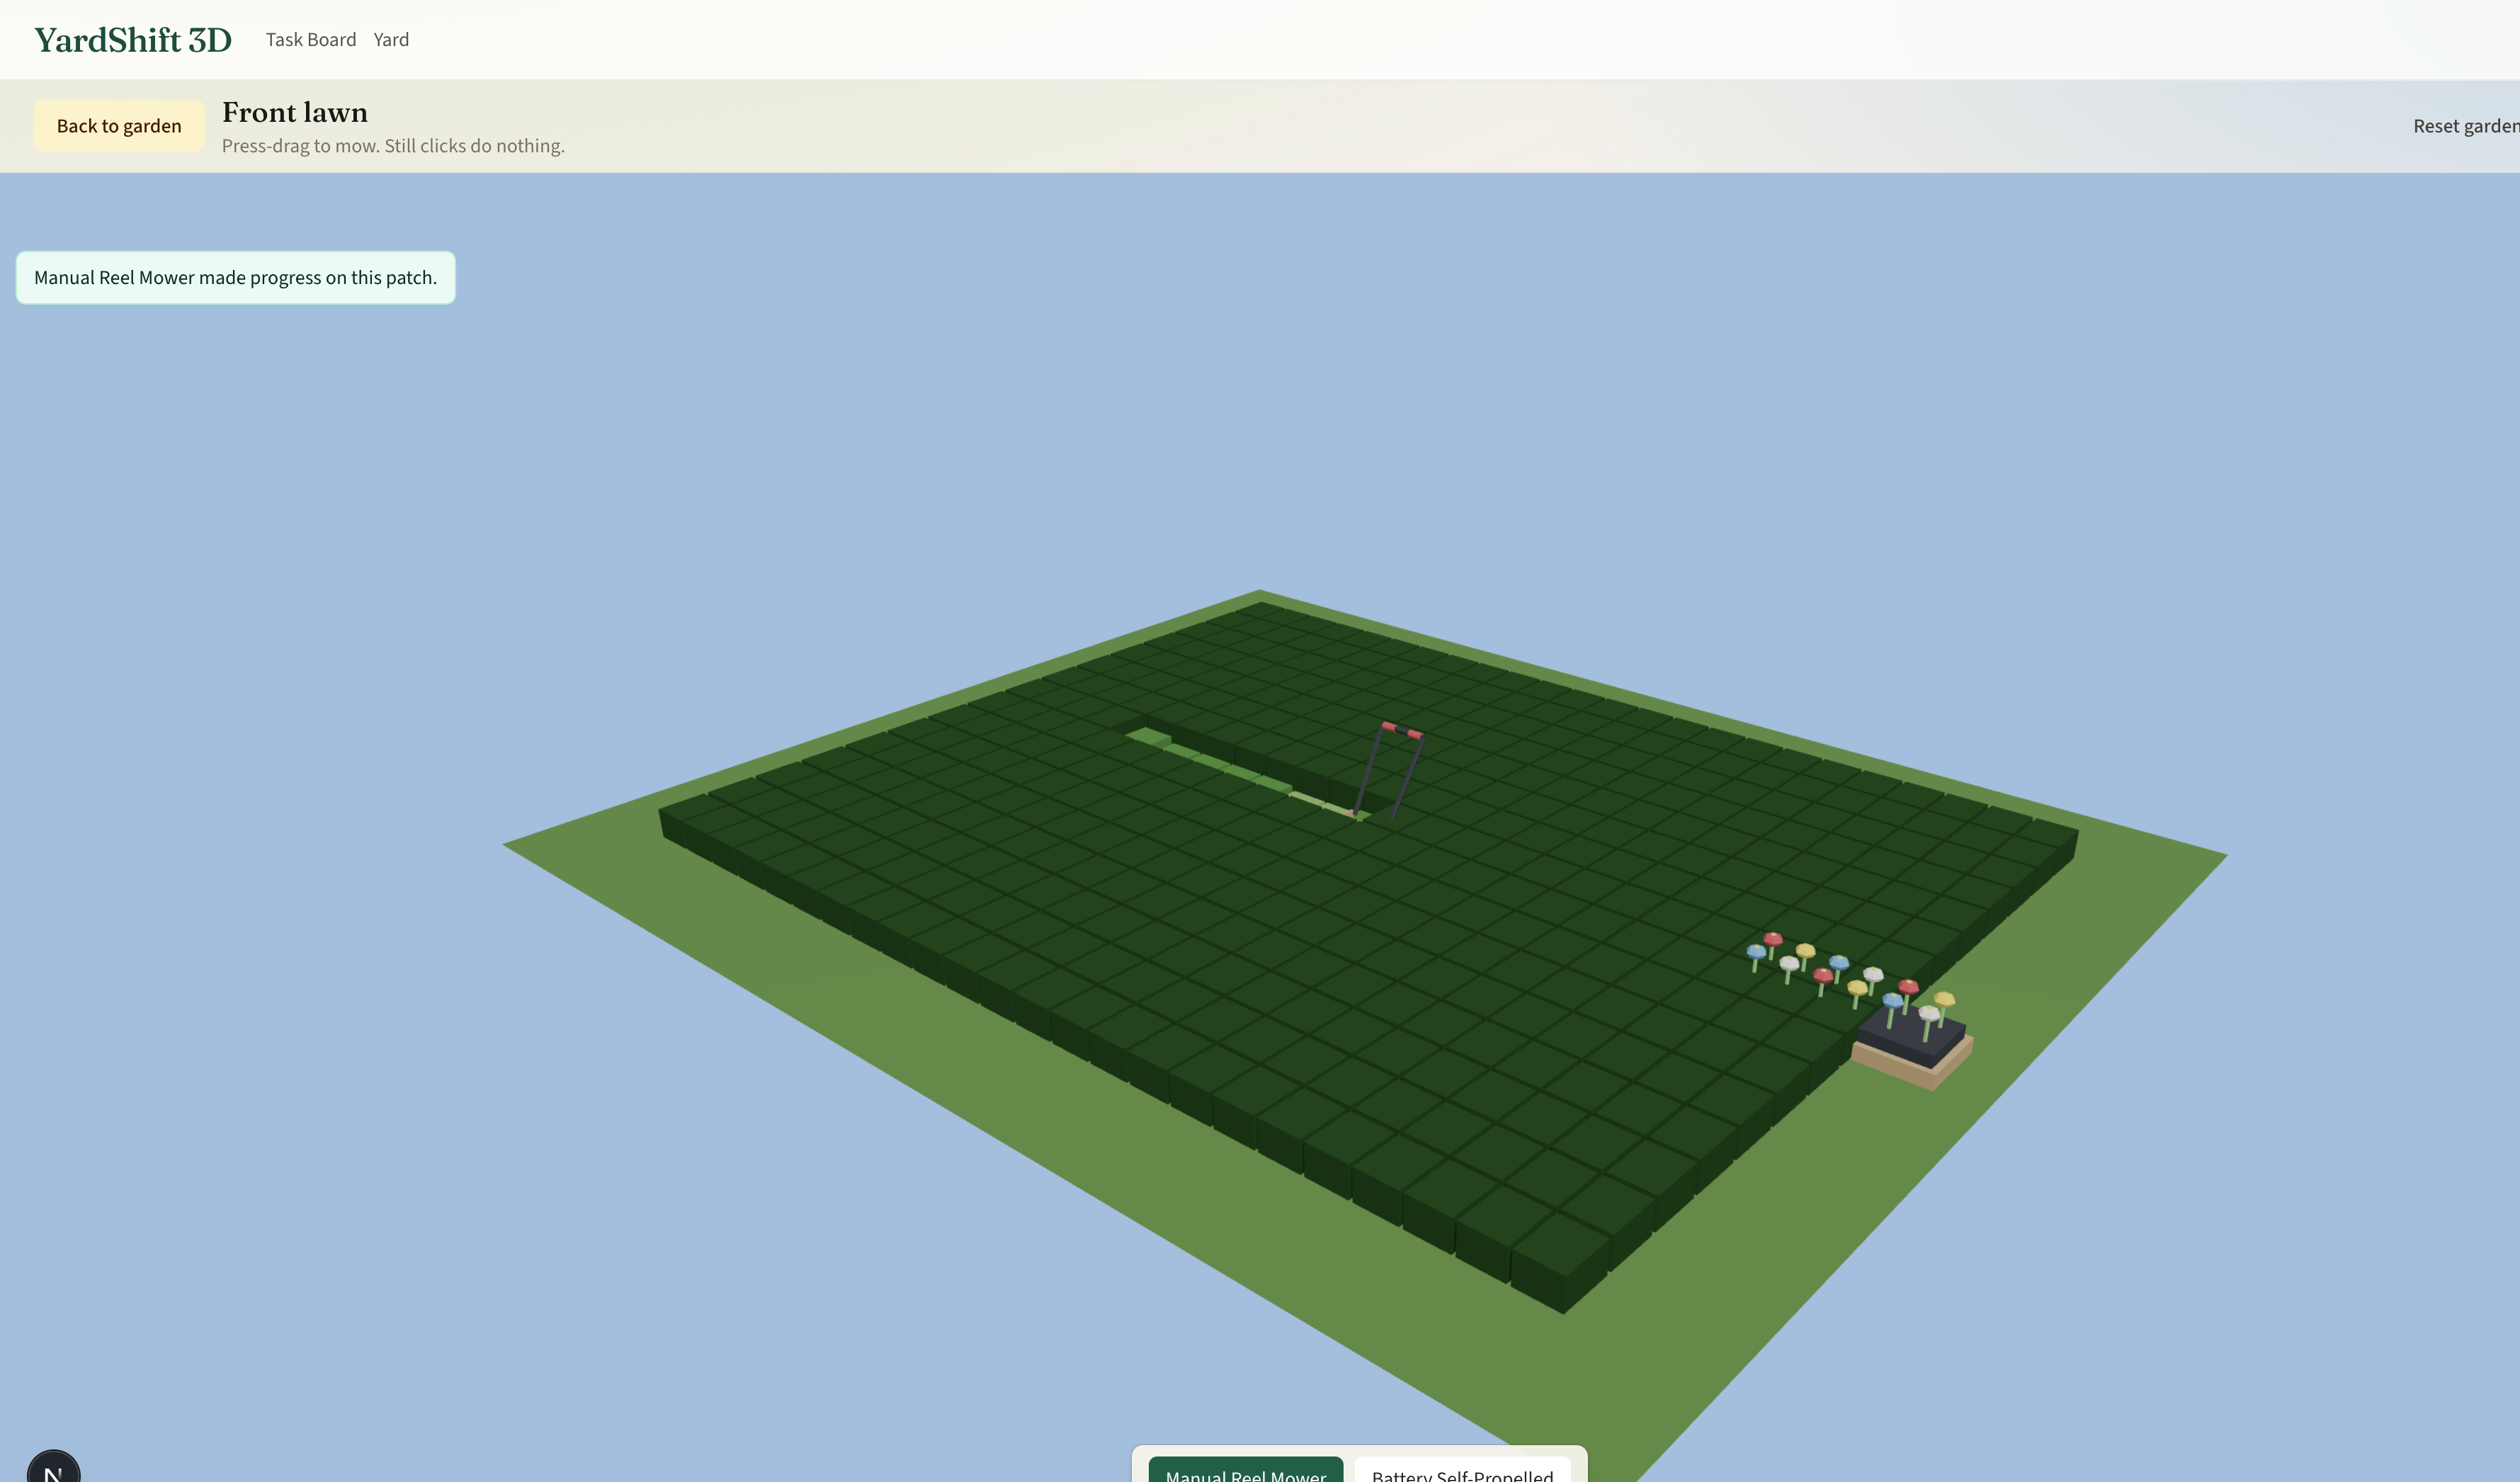 YardShift 3D
Task Board
Yard
Back to garden
Front lawn
Press-drag to mow. Still clicks do nothing.
Reset garden
Manual Reel Mower made progress on this patch.
Manual Reel Mower
Battery Self-Propelled
N